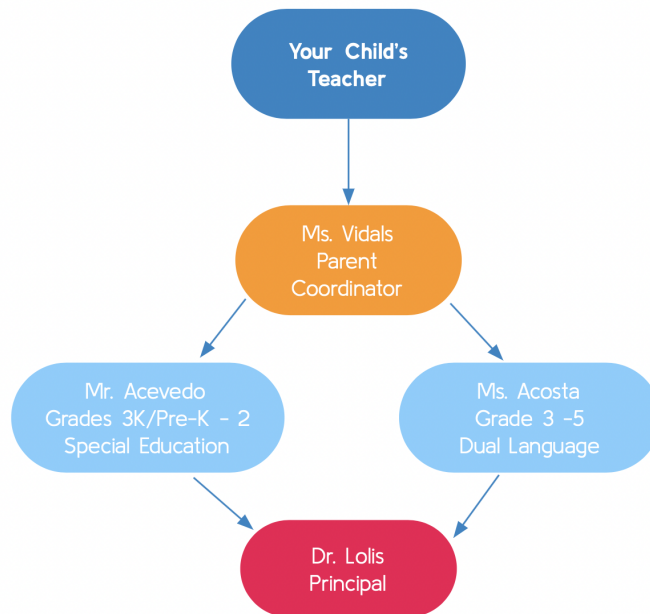 Your Child's
Teacher
Ms. Vidals
Parent
Coordinator
Mr. Acevedo
Grades 3K/Pre-K - 2
Special Education
Ms. Acosta
Grade 3 -5
Dual Language
Dr. Lolis
Principal